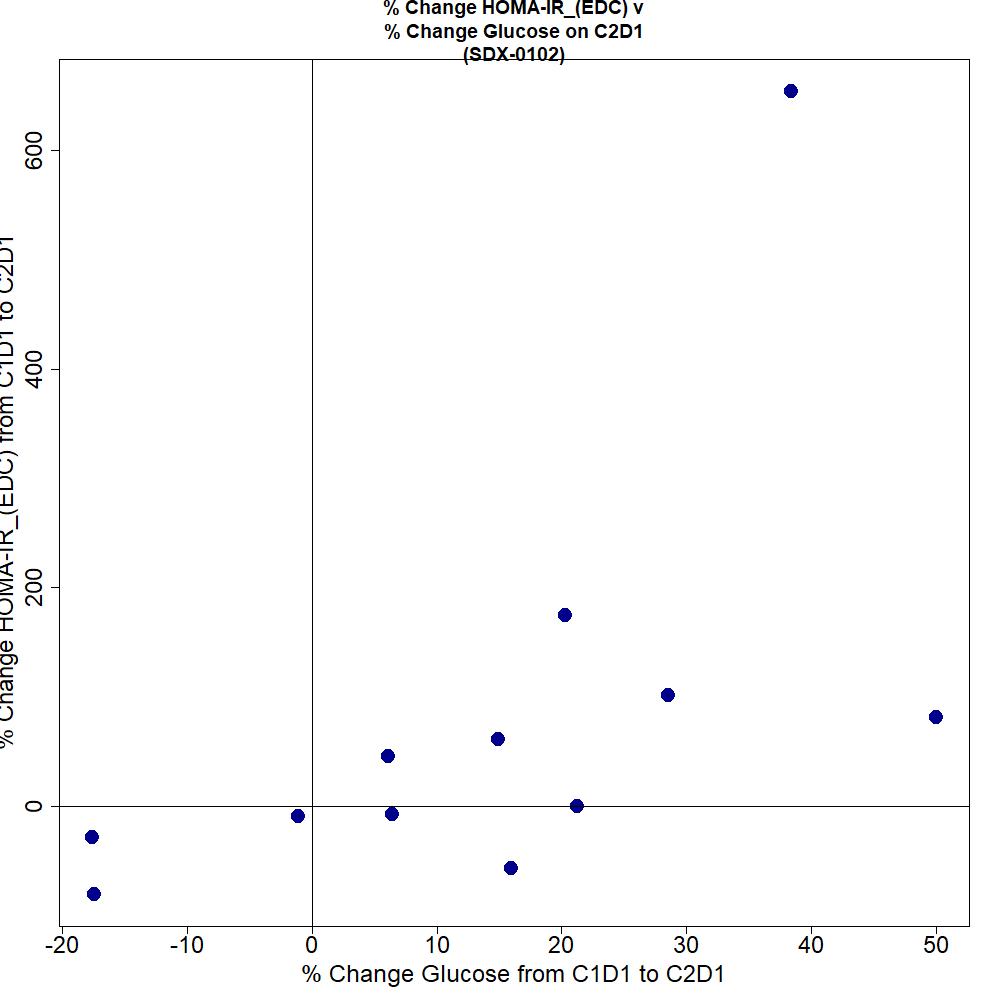 % Change HOMA-IR_(EDC) v
% Change Glucose on C2D1
(SDX-0102)
% Change HOMA-IR_(EDC) from C1D1 to C2D1
600
400
200
0
-20 -10 0 10 20 30 40 50
% Change Glucose from C1D1 to C2D1